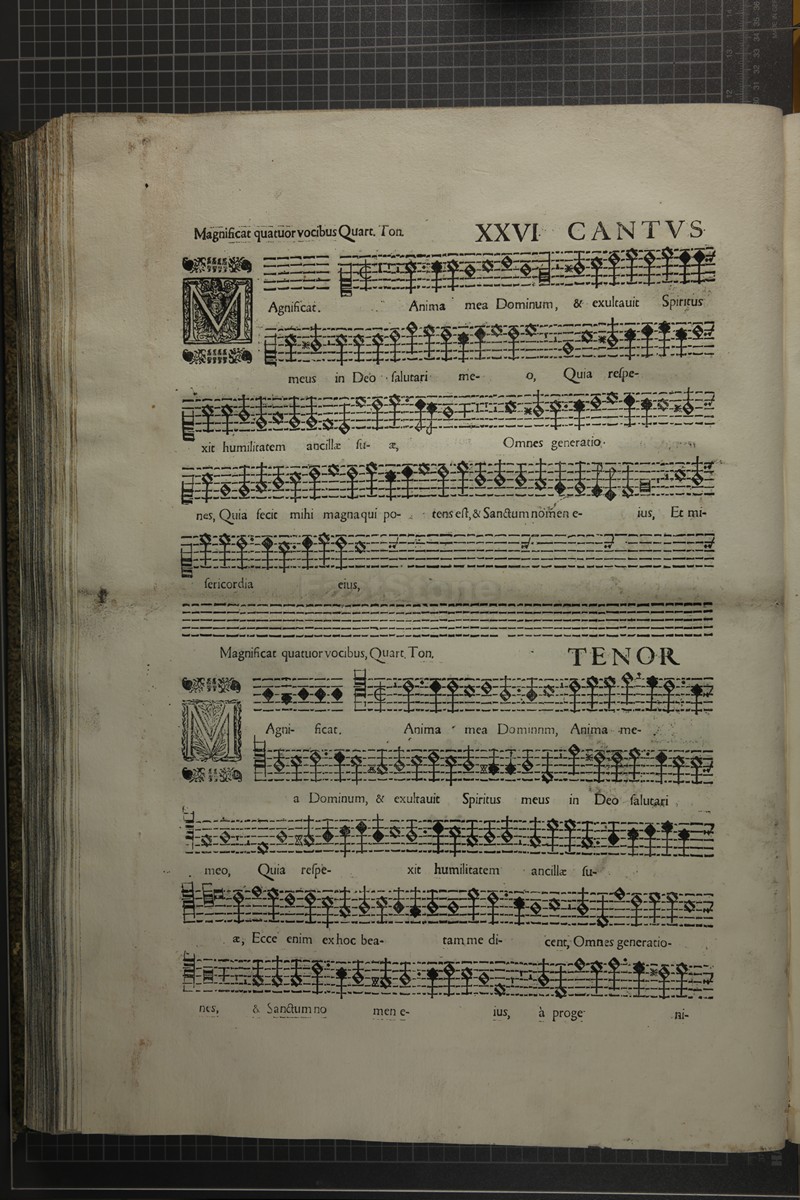 Magnificat quatuor vocibus Quart. Ton. XXVI CANTVS
MAgnificat. Anima mea Dominum, & exultauit Spiritus
meus in Deo salutari me- o, Quia respe-
xit humilitatem ancillæ su- æ, Omnes generatio-
nes, Quia fecit mihi magna qui po- tens est, & Sanctum nomen e- ius, Et mi-
sericordia eius,
Magnificat quatuor vocibus, Quart. Ton. TENOR
MAgni- ficat. Anima mea Dominnm, Anima me-
a Dominum, & exultauit Spiritus meus in Deo salutari
meo, Quia respe- xit humilitatem ancillæ su-
æ, Ecce enim ex hoc bea- tam me di- cent, Omnes generatio-
nes, & Sanctum no men e- ius, à proge ni-